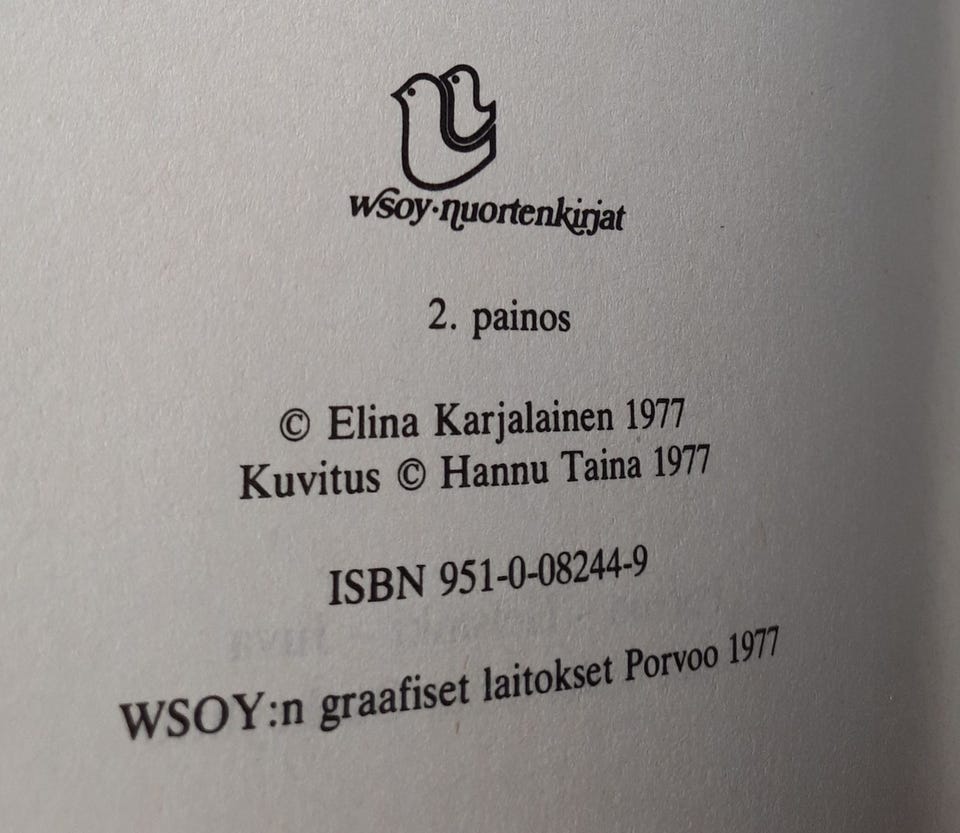 wsoy·nuortenkirjat
2. painos
© Elina Karjalainen 1977
Kuvitus © Hannu Taina 1977
ISBN 951-0-08244-9
WSOY:n graafiset laitokset Porvoo 1977